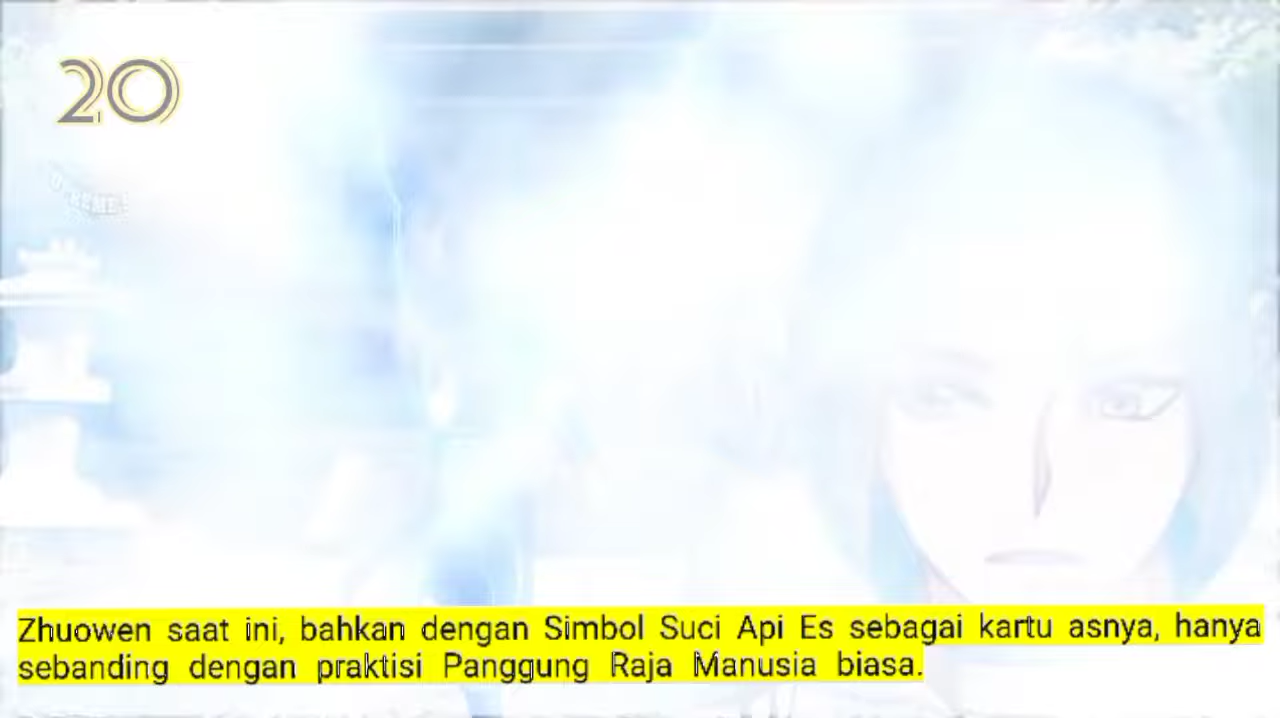 20
Zhuowen saat ini, bahkan dengan Simbol Suci Api Es sebagai kartu asnya, hanya
sebanding dengan praktisi Panggung Raja Manusia biasa.